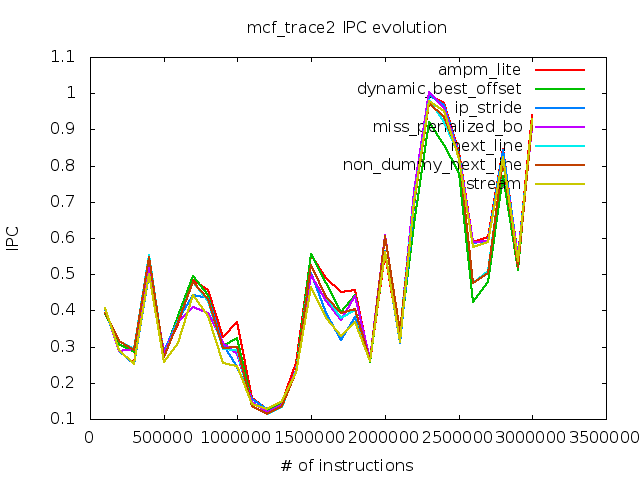 mcf_trace2 IPC evolution
1.1
1
0.9
0.8
0.7
0.6
0.5
0.4
0.3
0.2
0.1
IPC
ampm_lite
dynamic_best_offset
ip_stride
miss_penalized_bo
next_line
non_dummy_next_line
stream
0 500000 1000000 1500000 2000000 2500000 3000000 3500000
# of instructions